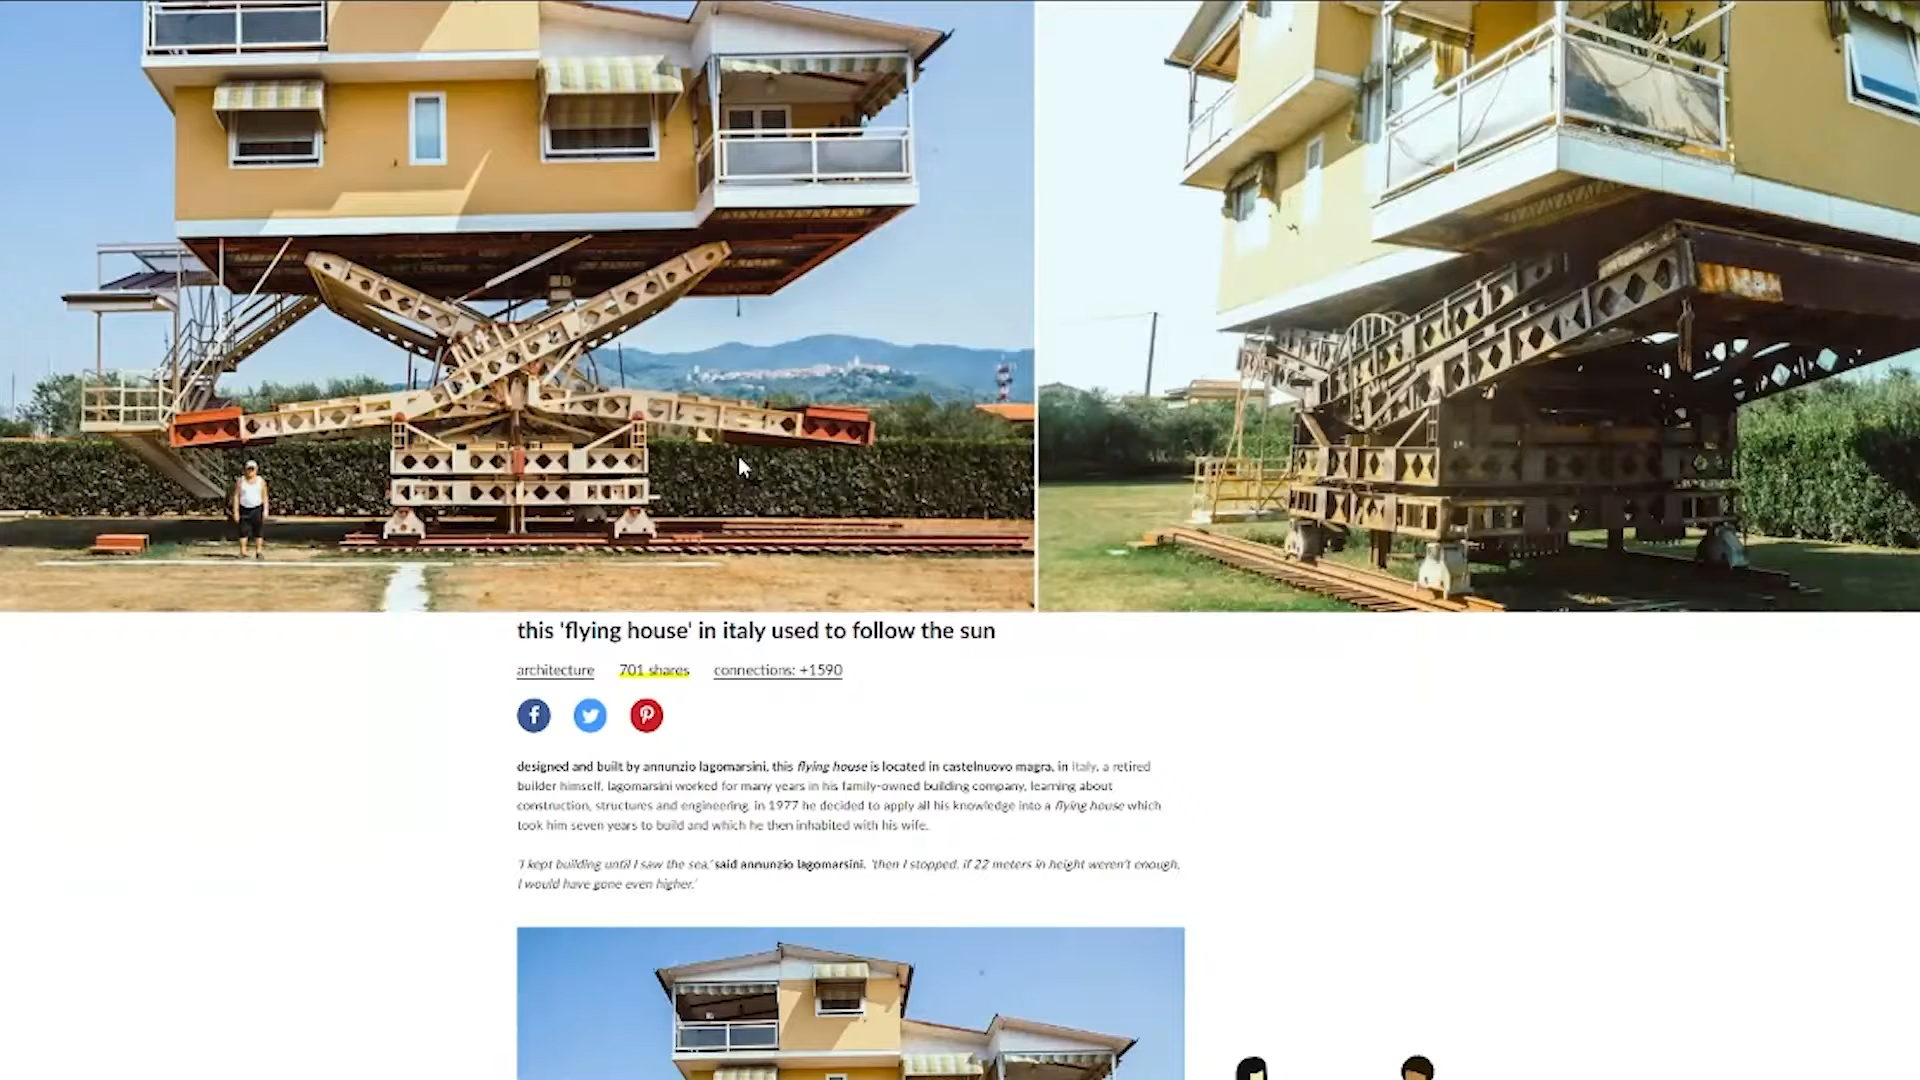 this 'flying house' in italy used to follow the sun
architecture 701 shares connections: +1590
designed and built by annunzio lagomarsini, this flying house is located in castelnuovo magra, in italy, a retired
builder himself, lagomarsini worked for many years in his family-owned building company, learning about
construction, structures and engineering. in 1977 he decided to apply all his knowledge into a flying house which
took him seven years to build and which he then inhabited with his wife.
'I kept building until I saw the sea,' said annunzio lagomarsini. 'then I stopped. if 22 meters in height weren't enough,
I would have gone even higher.'